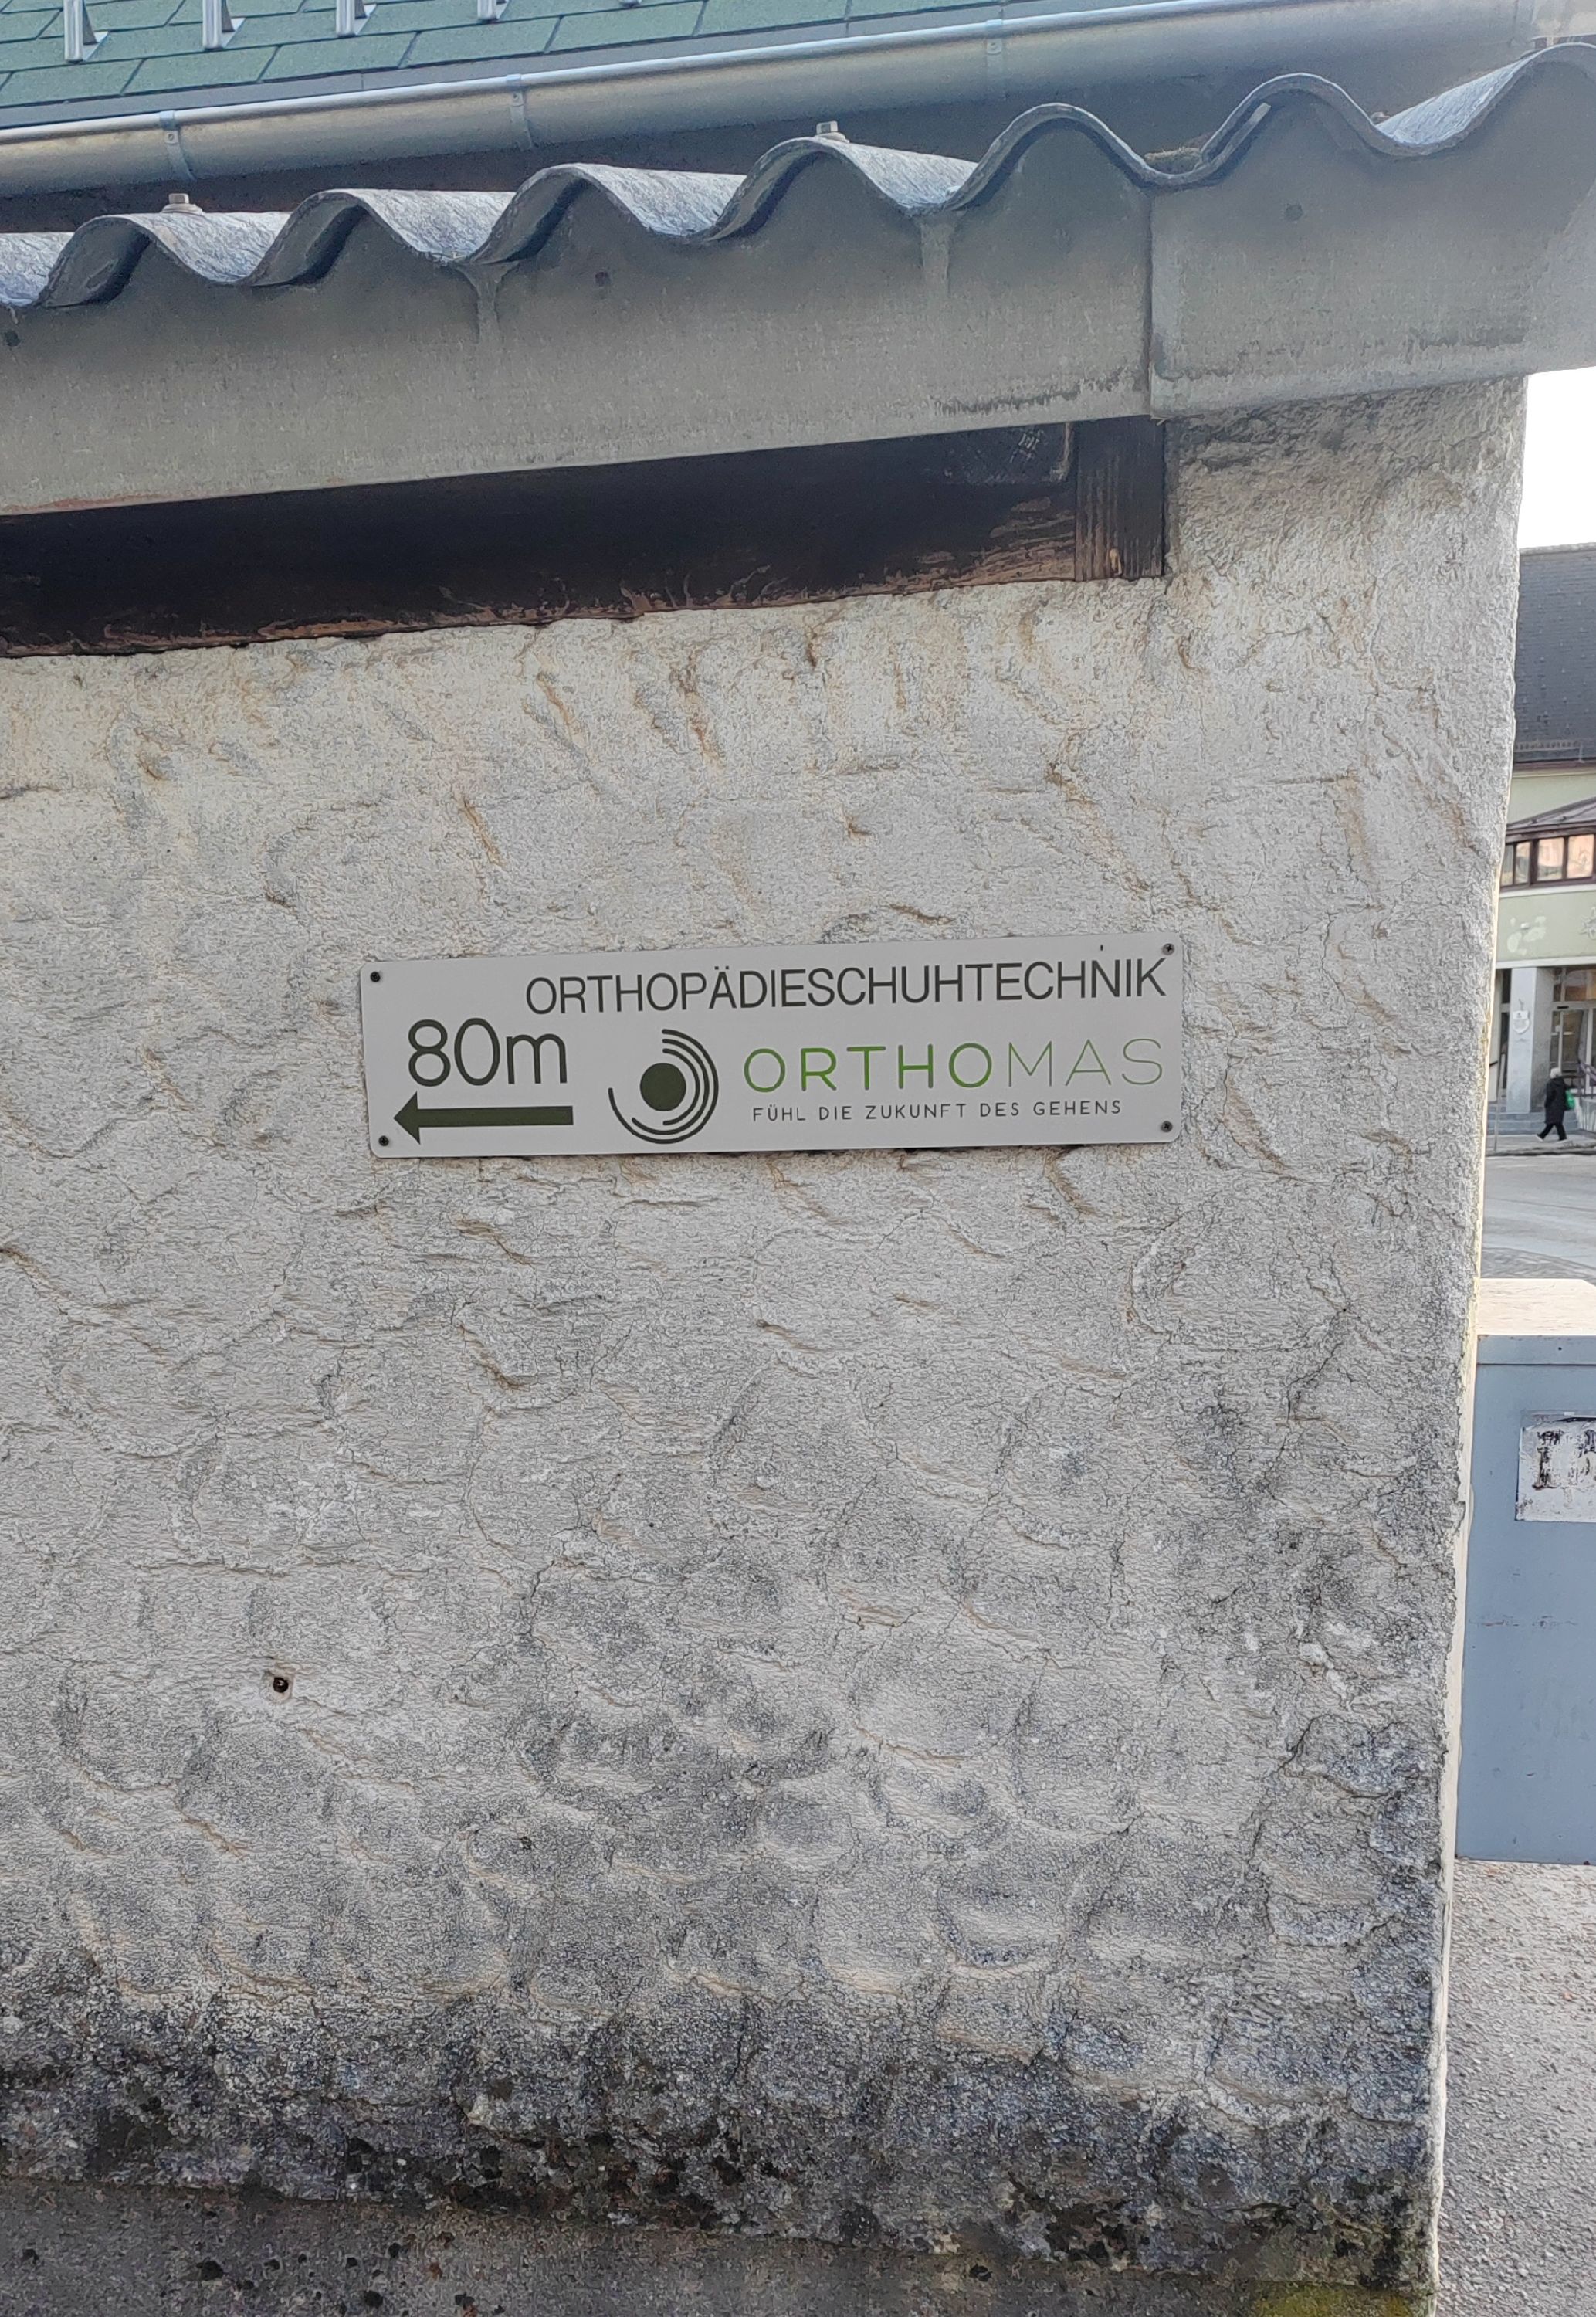 ORTHOPÄDIESCHUHTECHNIK
80m
ORTHOMAS
FÜHL DIE ZUKUNFT DES GEHENS